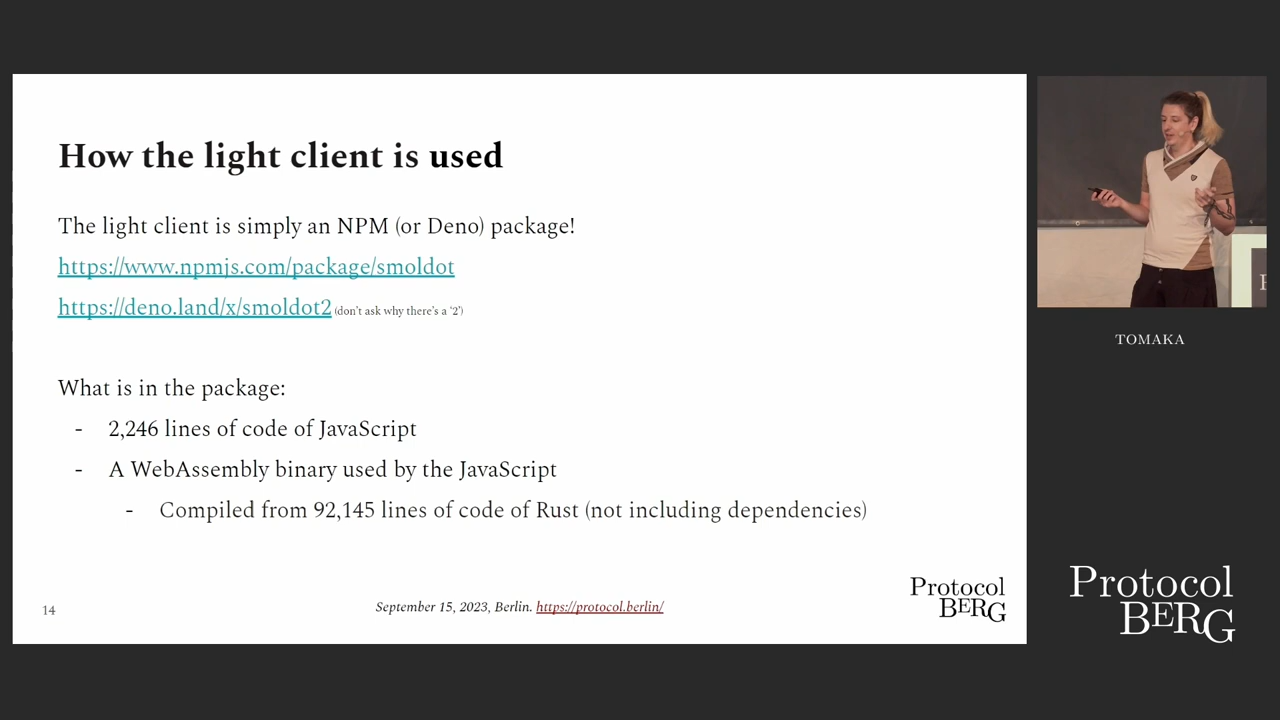 How the light client is used
The light client is simply an NPM (or Deno) package!
https://www.npmjs.com/package/smoldot
https://deno.land/x/smoldot2 (don't ask why there's a '2')
What is in the package:
- 2,246 lines of code of JavaScript
- A WebAssembly binary used by the JavaScript
- Compiled from 92,145 lines of code of Rust (not including dependencies)
14
September 15, 2023, Berlin. https://protocol.berlin/
Protocol
BERG
TOMAKA
Protocol
BERG